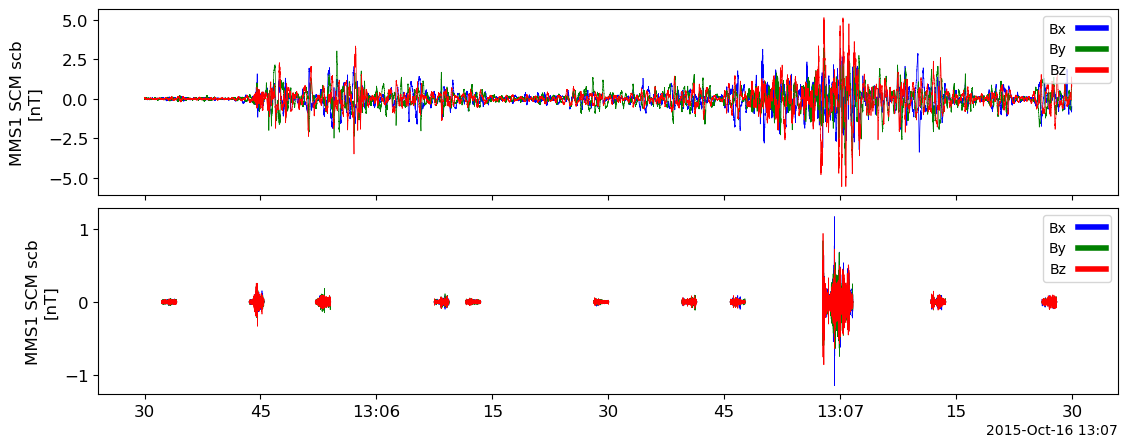 MMS1 SCM scb
[nT]
5.0
2.5
0.0
−2.5
−5.0
Bx
By
Bz
MMS1 SCM scb
[nT]
1
0
−1
Bx
By
Bz
30 45 13:06 15 30 45 13:07 15 30
2015-Oct-16 13:07